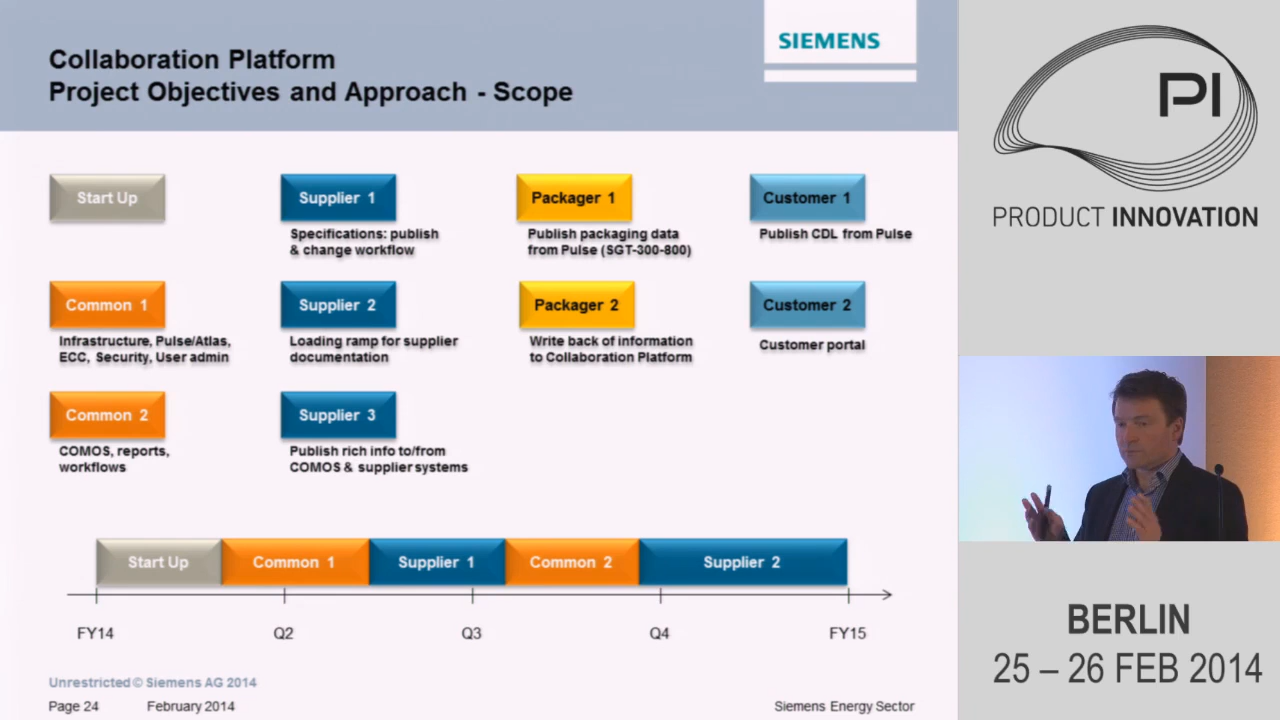 Collaboration Platform
Project Objectives and Approach - Scope
SIEMENS
Start Up
Supplier 1
Specifications: publish
& change workflow
Packager 1
Publish packaging data
from Pulse (SGT-300-800)
Customer 1
Publish CDL from Pulse
Common 1
Infrastructure, Pulse/Atlas,
ECC, Security, User admin
Supplier 2
Loading ramp for supplier
documentation
Packager 2
Write back of information
to Collaboration Platform
Customer 2
Customer portal
Common 2
COMOS, reports,
workflows
Supplier 3
Publish rich info to/from
COMOS & supplier systems
Start Up
Common 1
Supplier 1
Common 2
Supplier 2
FY14
Q2
Q3
Q4
FY15
Unrestricted © Siemens AG 2014
Page 24
February 2014
Siemens Energy Sector
PI
PRODUCT INNOVATION
BERLIN
25 – 26 FEB 2014